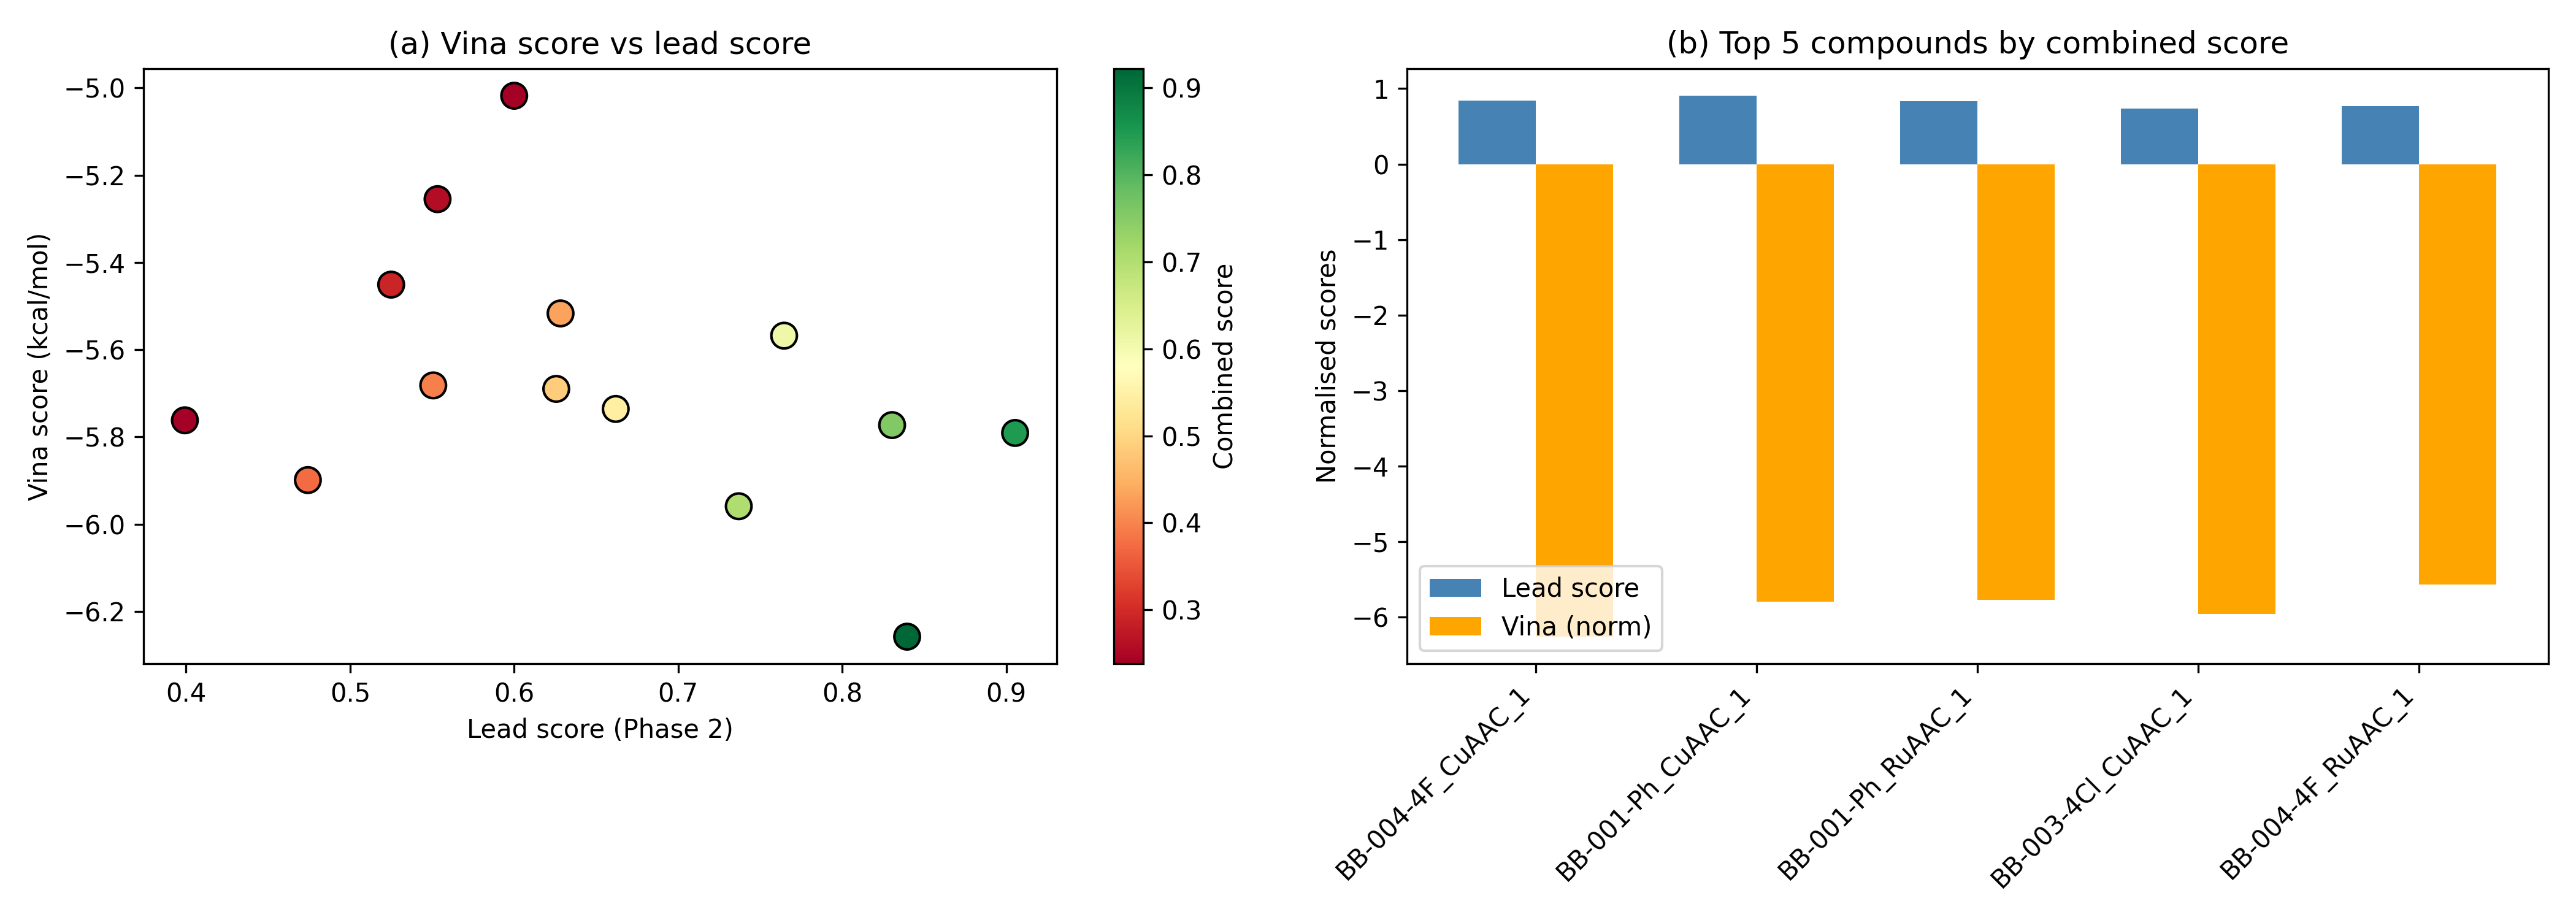 (a) Vina score vs lead score
Vina score (kcal/mol)
−5.0
−5.2
−5.4
−5.6
−5.8
−6.0
−6.2
0.4
0.5
0.6
0.7
0.8
0.9
Lead score (Phase 2)
0.9
0.8
0.7
0.6
0.5
0.4
0.3
Combined score
(b) Top 5 compounds by combined score
Normalised scores
1
0
−1
−2
−3
−4
−5
−6
Lead score
Vina (norm)
BB-004-4F_CuAAC_1
BB-001-Ph_CuAAC_1
BB-001-Ph_RuAAC_1
BB-003-4Cl_CuAAC_1
BB-004-4F_RuAAC_1